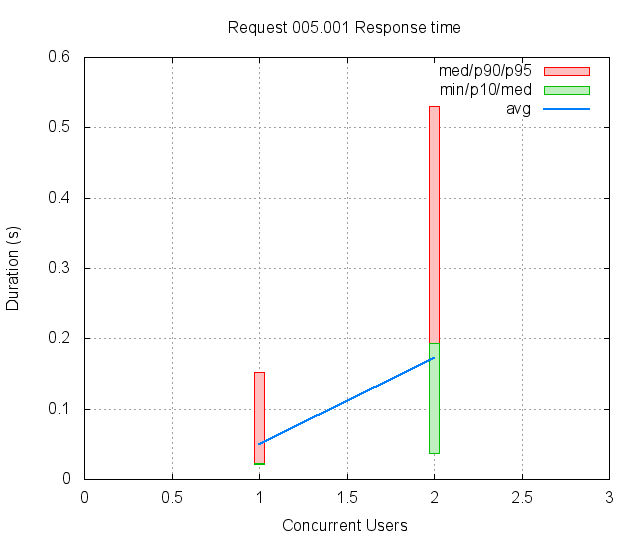 Request 005.001 Response time
med/p90/p95
min/p10/med
avg
0.6
0.5
0.4
0.3
0.2
0.1
0
Duration (s)
0 0.5 1 1.5 2 2.5 3
Concurrent Users